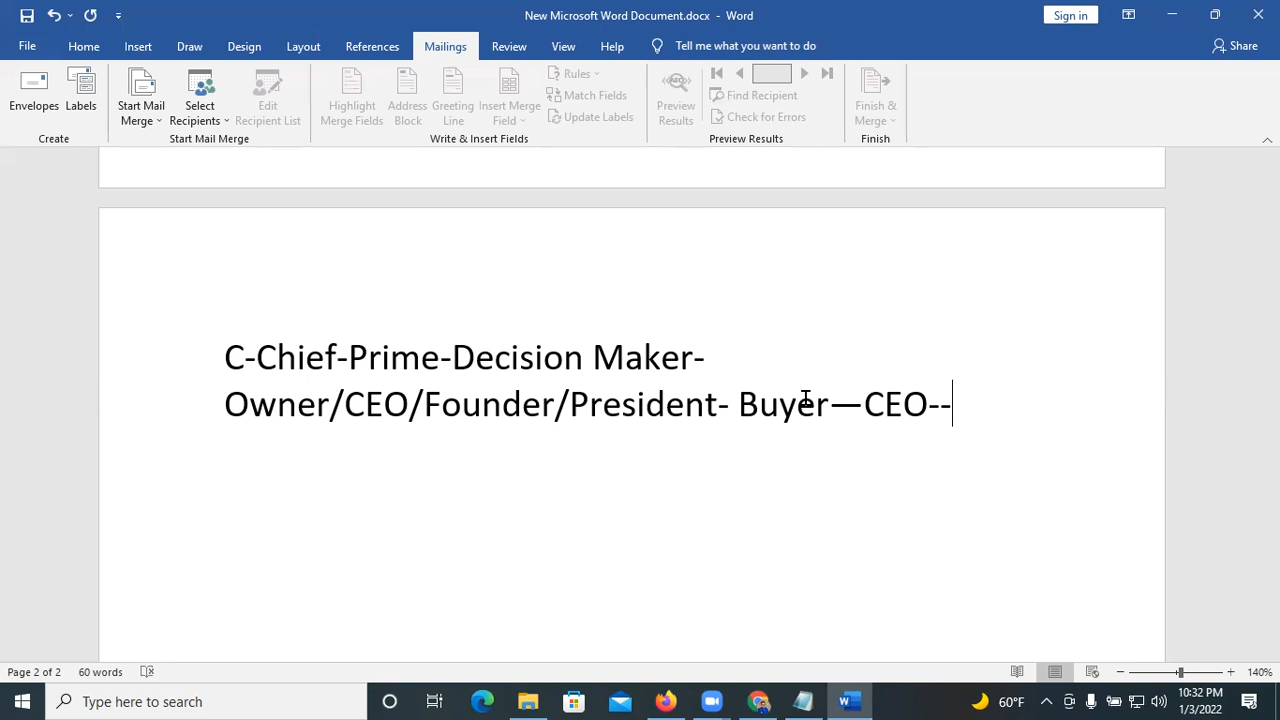 New Microsoft Word Document.docx - Word
Sign in
File Home Insert Draw Design Layout References Mailings Review View Help Tell me what you want to do Share
Envelopes
Labels
Create
Start Mail Merge
Select Recipients
Edit Recipient List
Start Mail Merge
Highlight Merge Fields
Address Block
Greeting Line
Insert Merge Field
Rules
Match Fields
Update Labels
Write & Insert Fields
Preview Results
Find Recipient
Check for Errors
Preview Results
Finish & Merge
Finish
C-Chief-Prime-Decision Maker-
Owner/CEO/Founder/President- Buyer—CEO--
Page 2 of 2 60 words 140%
Type here to search
60°F
10:32 PM
1/3/2022